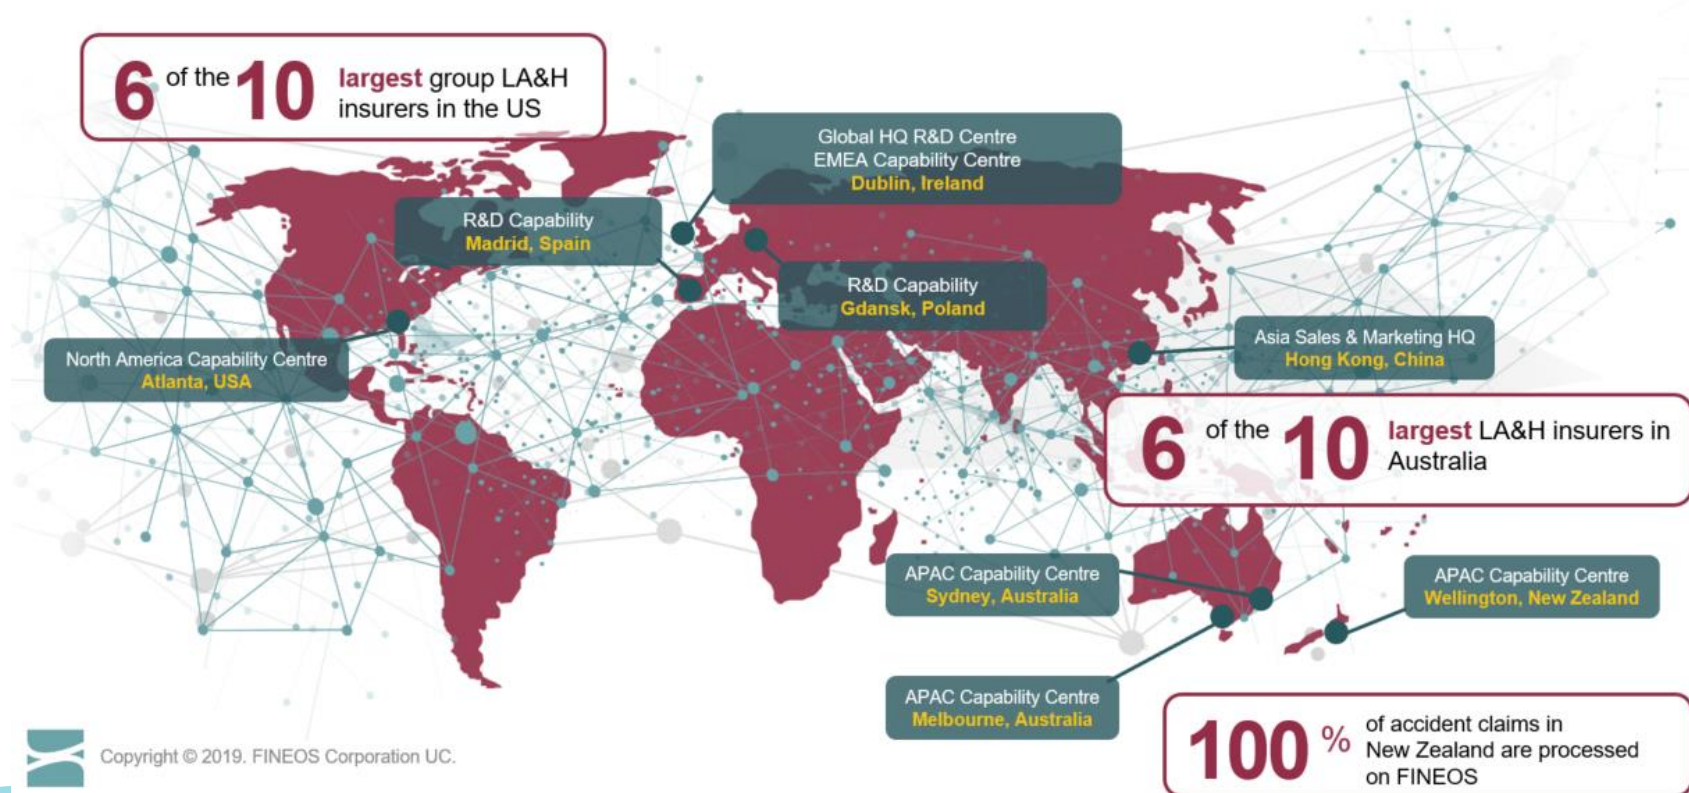 6 of the 10 largest group LA&H
insurers in the US
Global HQ R&D Centre
EMEA Capability Centre
Dublin, Ireland
R&D Capability
Madrid, Spain
R&D Capability
Gdansk, Poland
North America Capability Centre
Atlanta, USA
Asia Sales & Marketing HQ
Hong Kong, China
6 of the 10 largest LA&H insurers in
Australia
APAC Capability Centre
Sydney, Australia
APAC Capability Centre
Wellington, New Zealand
APAC Capability Centre
Melbourne, Australia
100 % of accident claims in
New Zealand are processed
on FINEOS
Copyright © 2019. FINEOS Corporation UC.